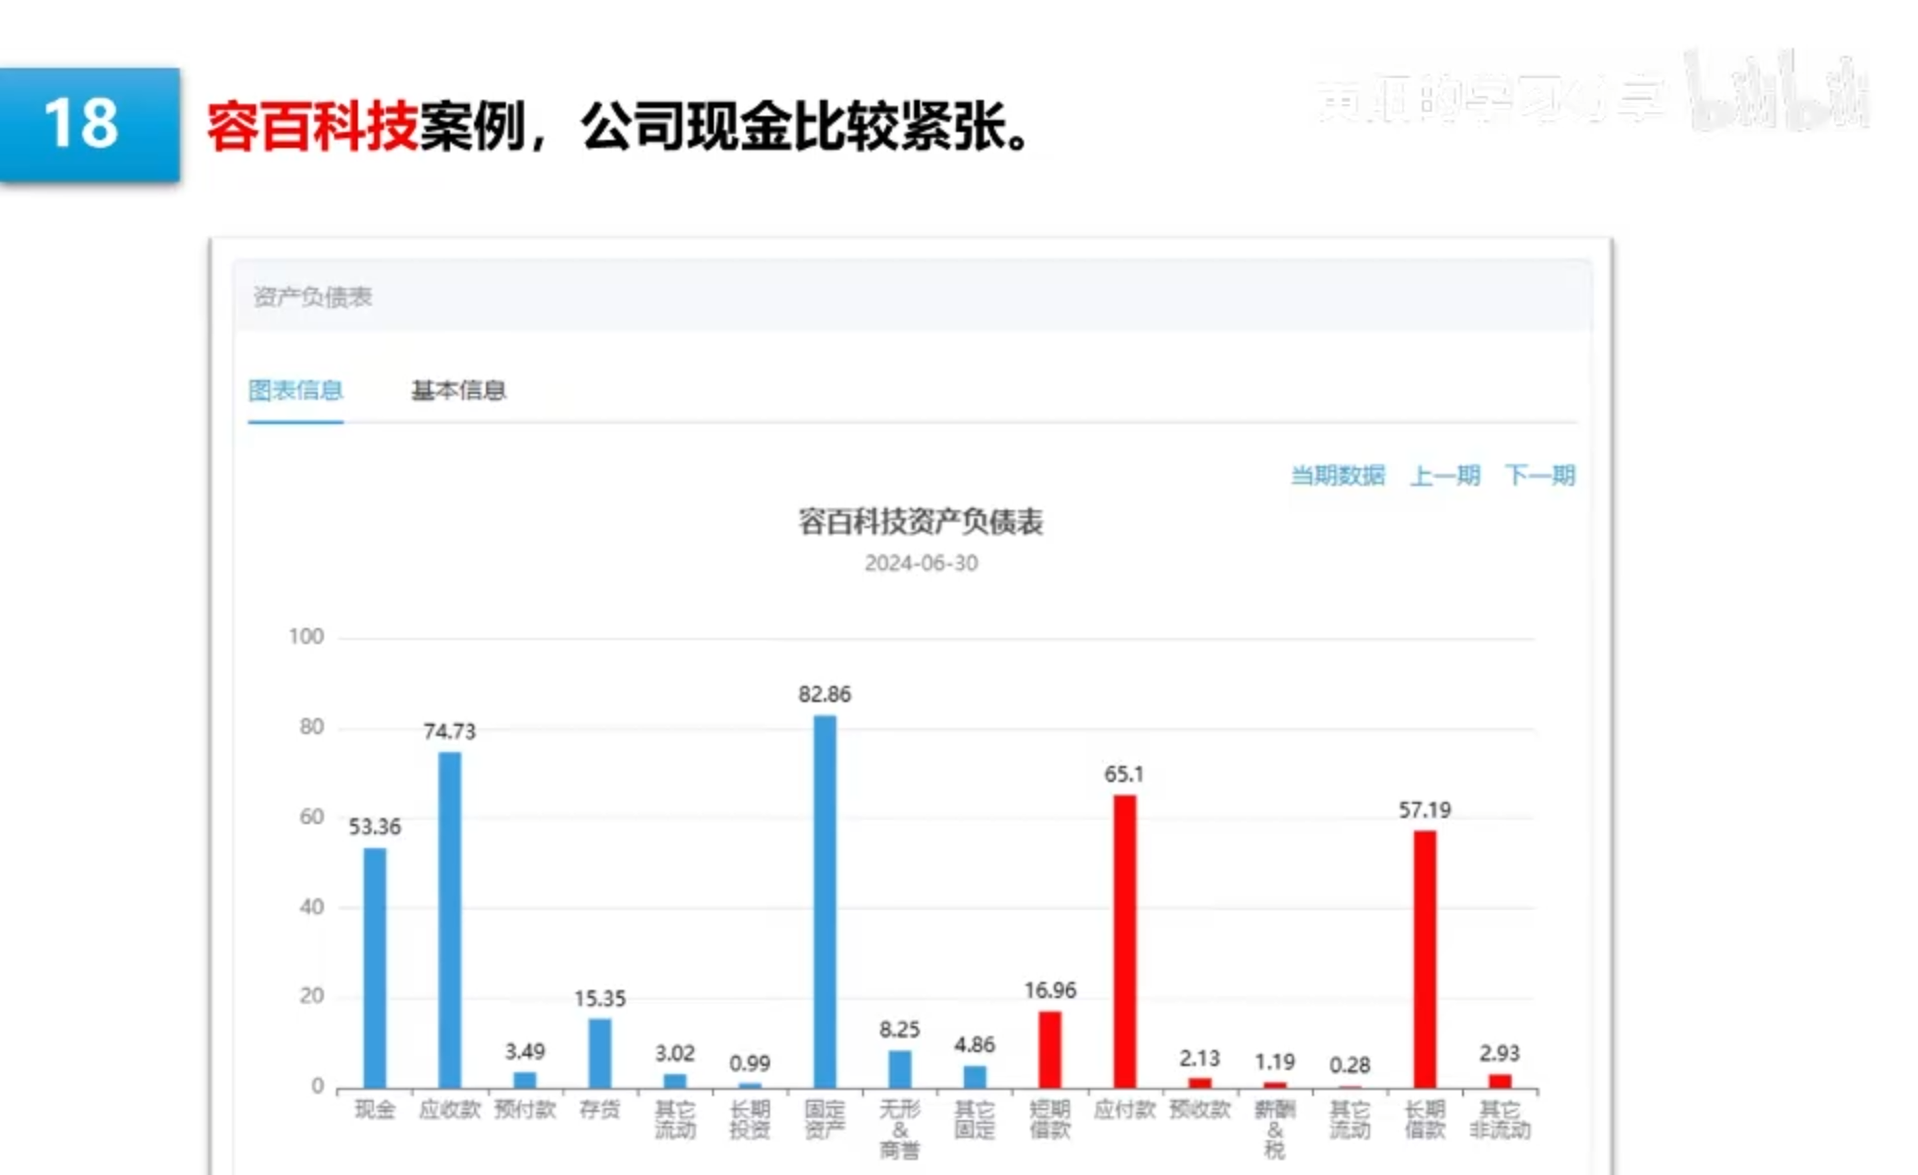 18
容百科技案例，公司现金比较紧张。
的学习分享 bilibili
资产负债表
图表信息 基本信息
当期数据 上一期 下一期
容百科技资产负债表
2024-06-30
100
80
60
40
20
0
53.36 74.73 3.49 15.35 3.02 0.99 82.86 8.25 4.86 16.96 65.1 2.13 1.19 0.28 57.19 2.93
现金 应收款 预付款 存货 其它流动 长期投资 固定资产 无形&商誉 其它固定 短期借款 应付款 预收款 薪酬&税 其它流动 长期借款 其它非流动